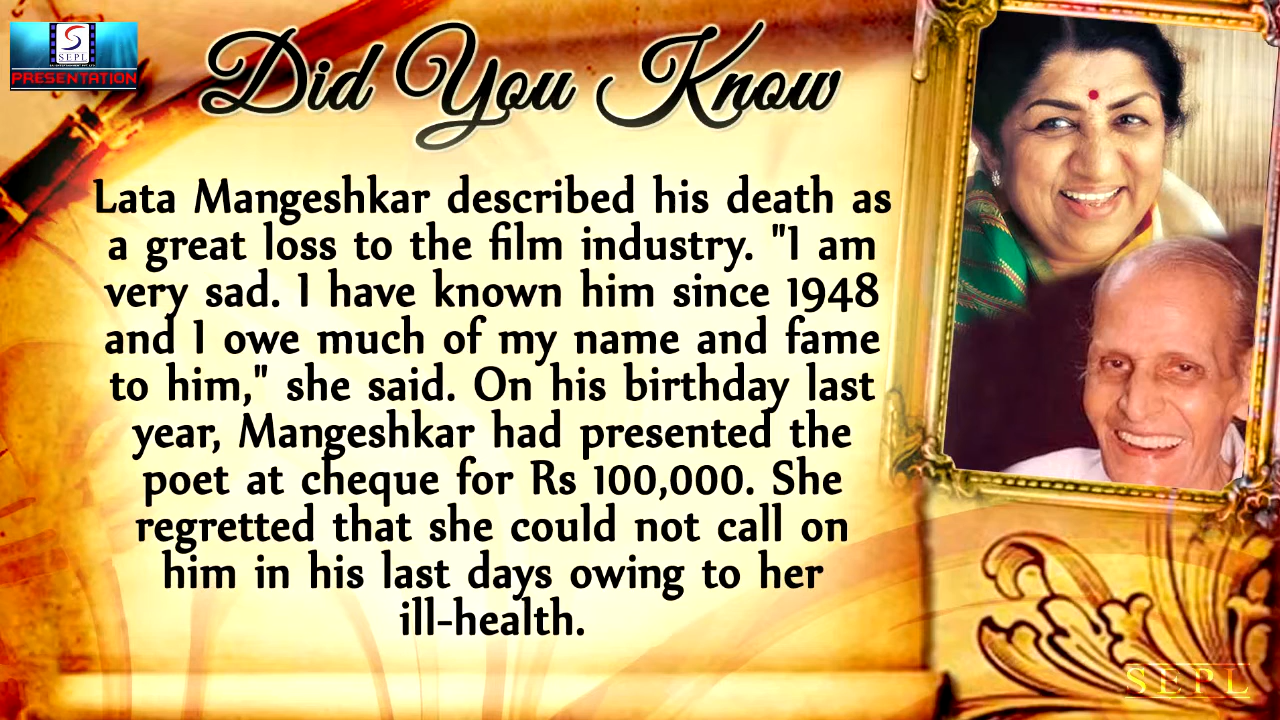 SEPL
PRESENTATION
Did You Know
Lata Mangeshkar described his death as
a great loss to the film industry. "I am
very sad. I have known him since 1948
and I owe much of my name and fame
to him," she said. On his birthday last
year, Mangeshkar had presented the
poet at cheque for Rs 100,000. She
regretted that she could not call on
him in his last days owing to her
ill-health.
SEPL